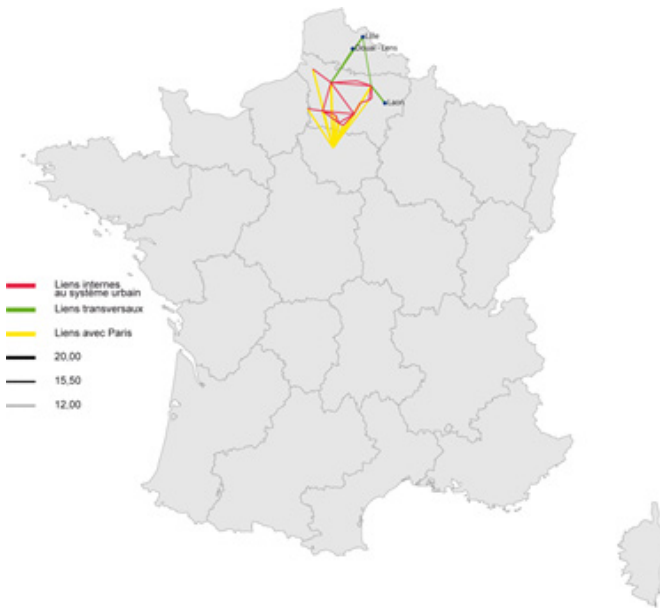 Lille
Douai - Lens
Laon
Liens internes
au système urbain
Liens transversaux
Liens avec Paris
20,00
15,50
12,00